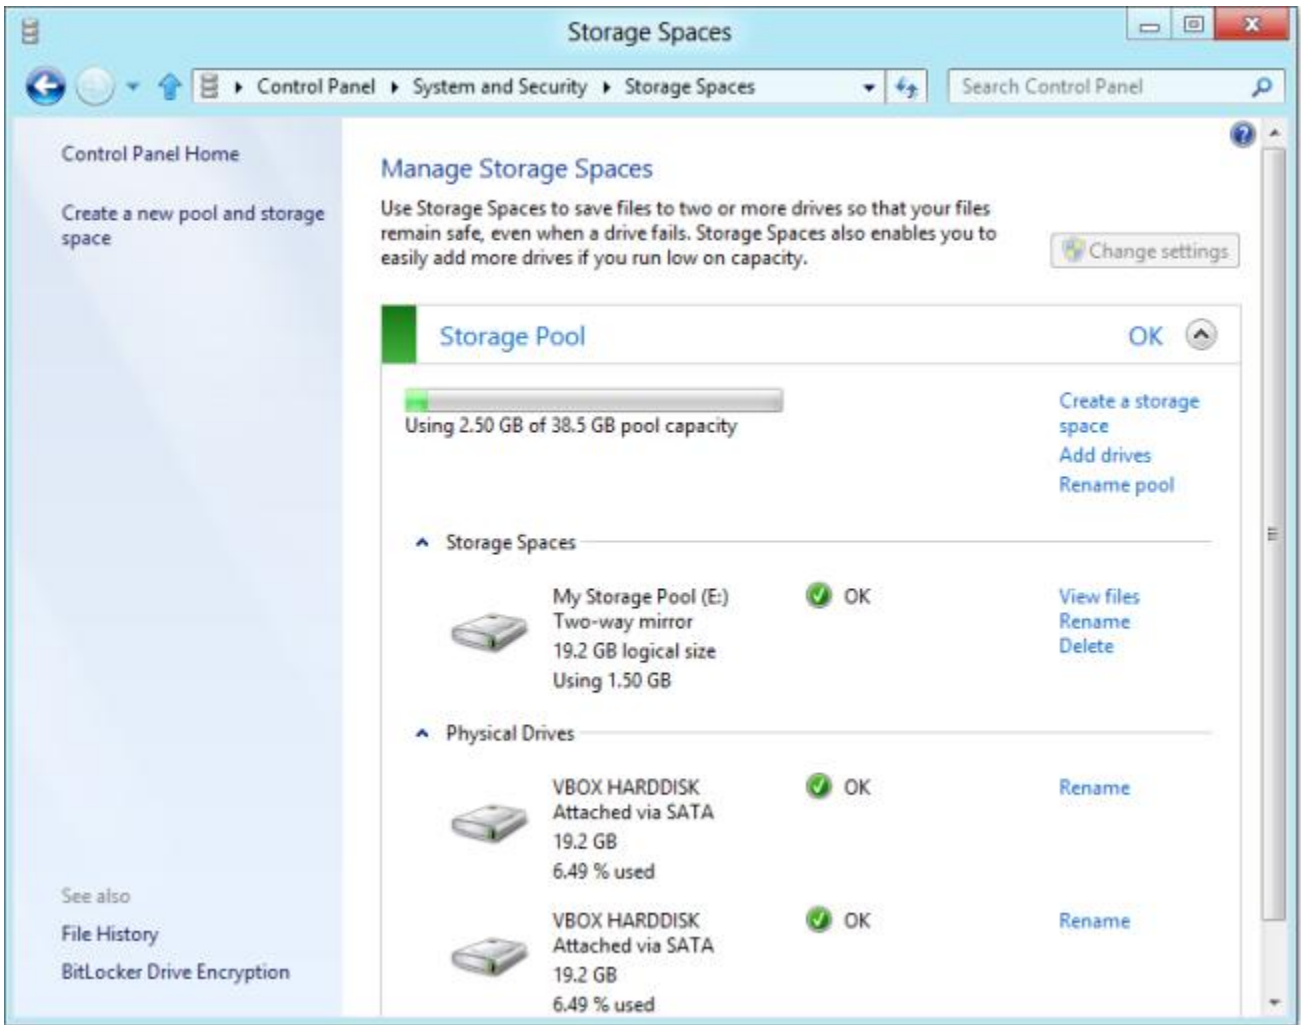 Storage Spaces
Control Panel System and Security Storage Spaces
Search Control Panel
Control Panel Home
Create a new pool and storage
space
See also
File History
BitLocker Drive Encryption
Manage Storage Spaces
Use Storage Spaces to save files to two or more drives so that your files
remain safe, even when a drive fails. Storage Spaces also enables you to
easily add more drives if you run low on capacity.
Change settings
Storage Pool OK
Using 2.50 GB of 38.5 GB pool capacity
Create a storage
space
Add drives
Rename pool
Storage Spaces
My Storage Pool (E:) OK View files
Two-way mirror Rename
19.2 GB logical size Delete
Using 1.50 GB
Physical Drives
VBOX HARDDISK OK Rename
Attached via SATA
19.2 GB
6.49 % used
VBOX HARDDISK OK Rename
Attached via SATA
19.2 GB
6.49 % used